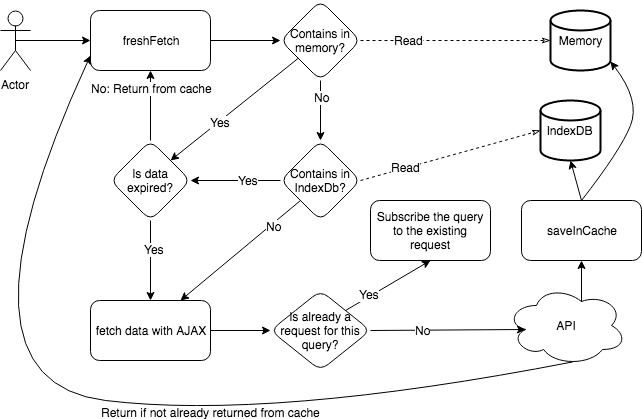 Actor
freshFetch
Contains in
memory?
Read
Memory
No: Return from cache
Yes
No
IndexDB
Is data
expired?
Yes
Contains in
IndexDb?
Read
Yes
No
Subscribe the query
to the existing
request
saveInCache
fetch data with AJAX
Is already a
request for this
query?
Yes
No
API
Return if not already returned from cache